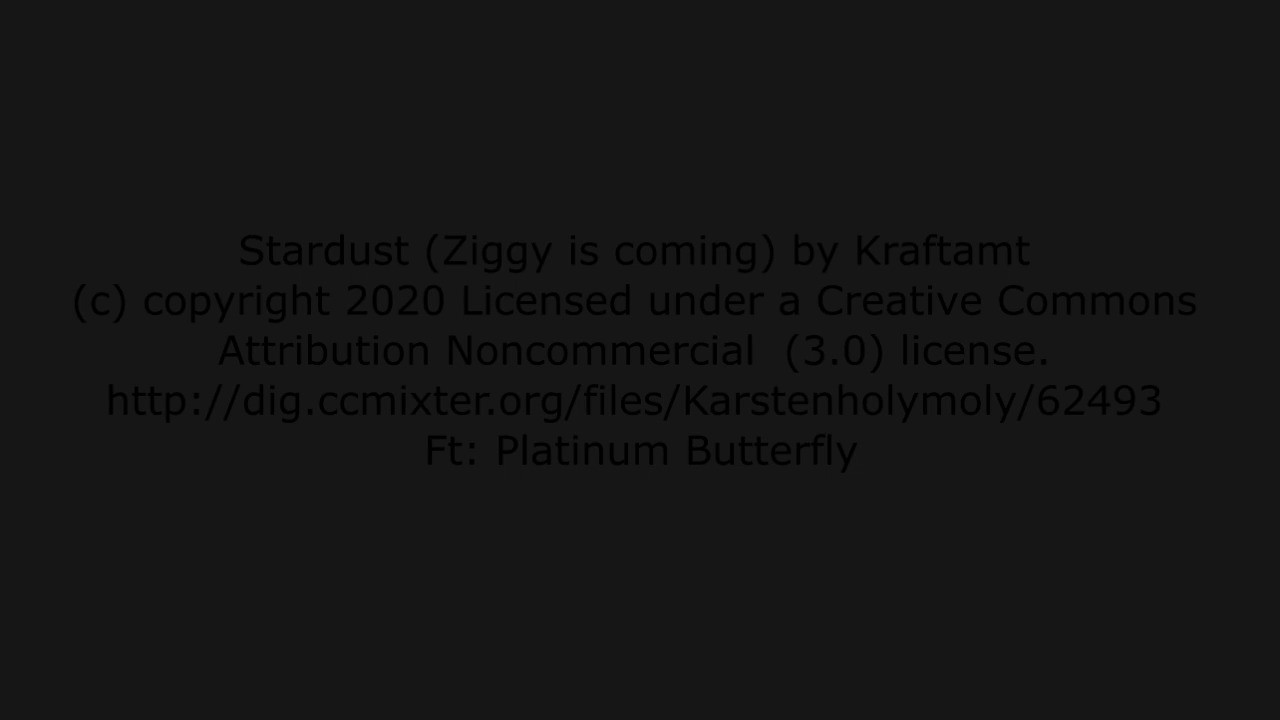 Stardust (Ziggy is coming) by Kraftamt
(c) copyright 2020 Licensed under a Creative Commons
Attribution Noncommercial  (3.0) license.
http://dig.ccmixter.org/files/Karstenholymoly/62493
Ft: Platinum Butterfly